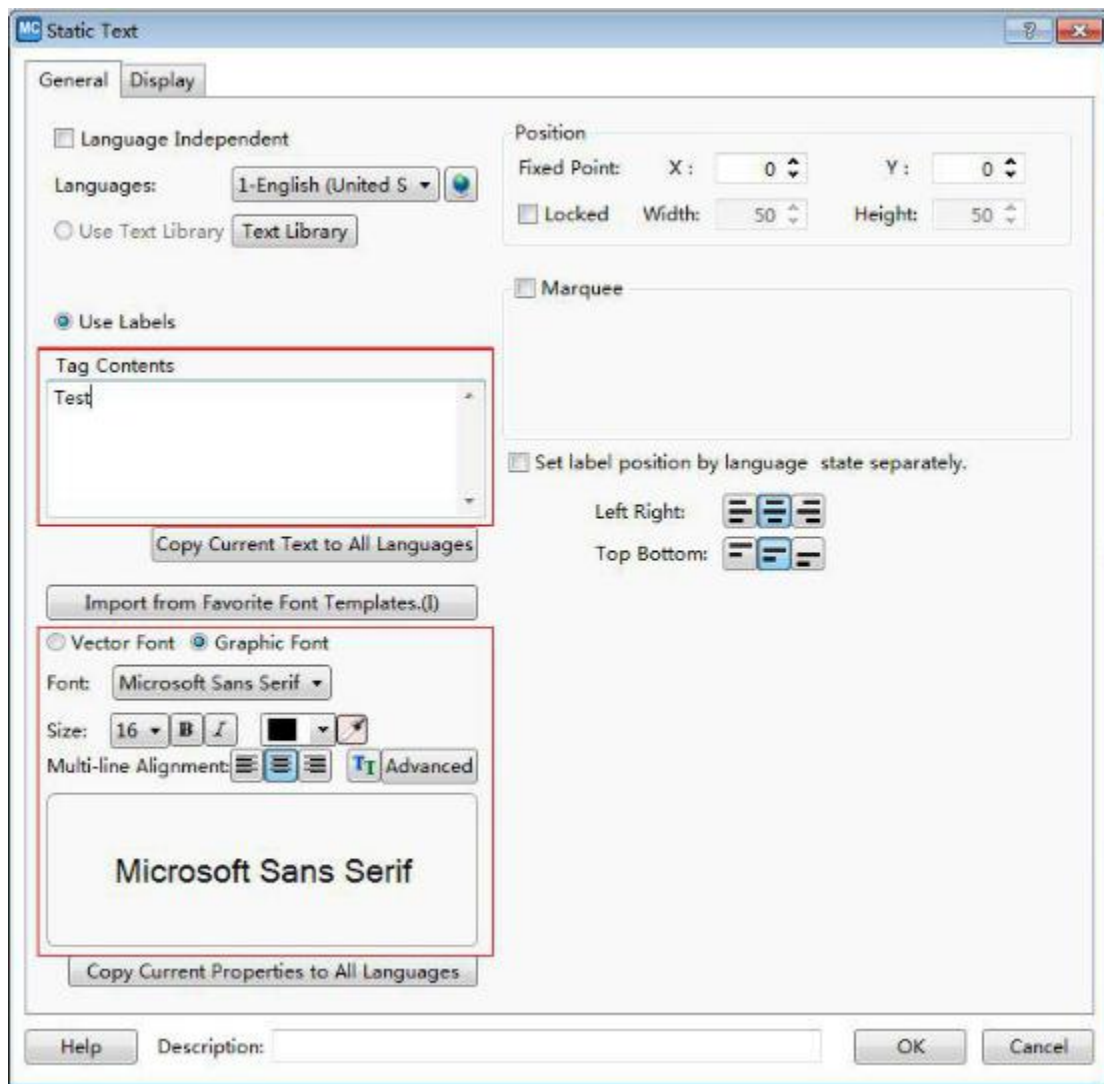 MC Static Text
General Display
Language Independent
Languages: 1-English (United S
Use Text Library Text Library
Use Labels
Tag Contents
Test
Copy Current Text to All Languages
Import from Favorite Font Templates.(I)
Vector Font Graphic Font
Font: Microsoft Sans Serif
Size: 16 B I
Multi-line Alignment: TI Advanced
Microsoft Sans Serif
Copy Current Properties to All Languages
Position
Fixed Point: X : 0 Y : 0
Locked Width: 50 Height: 50
Marquee
Set label position by language state separately.
Left Right:
Top Bottom:
Help Description: OK Cancel